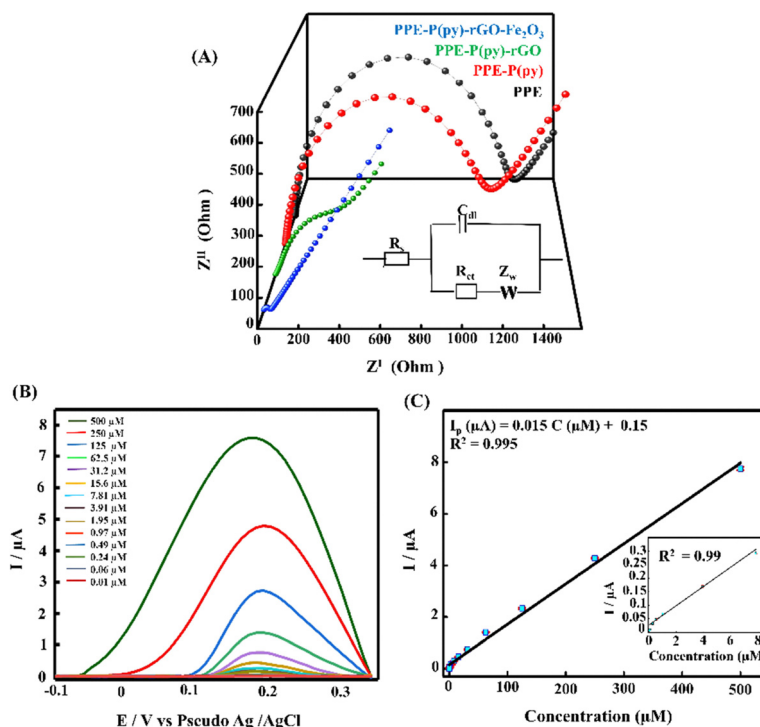 (A)
PPE-P(py)-rGO-Fe₂O₃
PPE-P(py)-rGO
PPE-P(py)
PPE
700
600
500
400
300
200
100
0
Zᴵᴵ (Ohm)
0 200 400 600 800 1000 1200 1400
Zᴵ (Ohm)
Rₛ
C_dl
R_ct
Z_w
W
(B)
8
7
6
5
4
3
2
1
0
I / µA
500 µM
250 µM
125 µM
62.5 µM
31.2 µM
15.6 µM
7.81 µM
3.91 µM
1.95 µM
0.97 µM
0.49 µM
0.24 µM
0.06 µM
0.01 µM
-0.1 0 0.1 0.2 0.3
E / V vs Pseudo Ag /AgCl
(C)
Iₚ (µA) = 0.015 C (µM) + 0.15
R² = 0.995
8
6
4
2
0
I / µA
0 100 200 300 400 500
Concentration (µM)
R² = 0.99
0.3
0.2
0.1
0.05
0
I / µA
0 2 4 6 8
Concentration (µM)